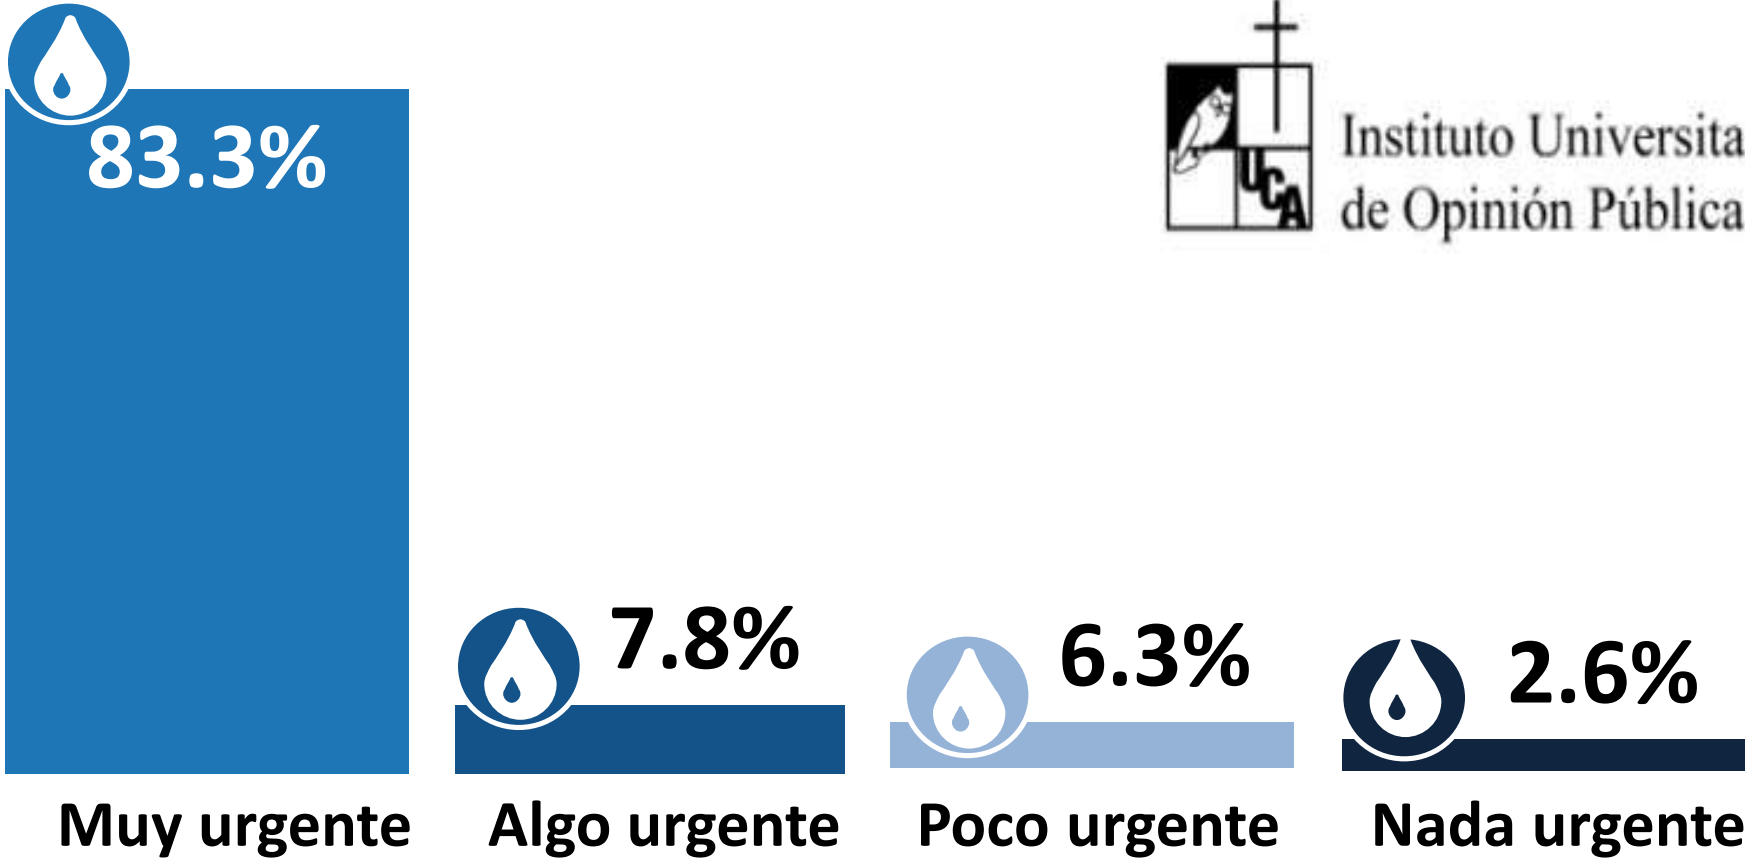 83.3%
UCA
Instituto Universita
de Opinión Pública
7.8%
6.3%
2.6%
Muy urgente
Algo urgente
Poco urgente
Nada urgente